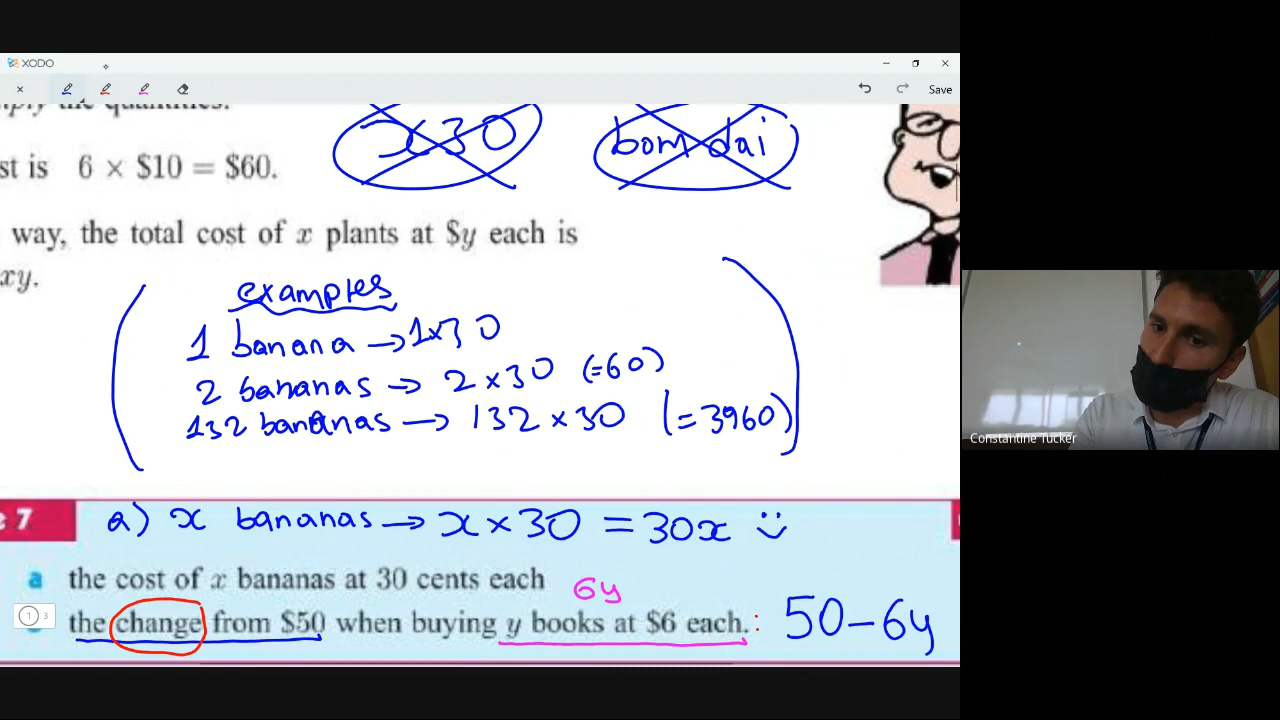 XODO
Save
the quantities.
x30
bom dai
st is 6 × $10 = $60.
way, the total cost of x plants at $y each is
xy.
examples
1 banana → 1×30
2 bananas → 2×30 (=60)
132 bananas → 132×30 (=3960)
7
a) x bananas → x×30 = 30x
a the cost of x bananas at 30 cents each
6y
1 3
the change from $50 when buying y books at $6 each. : 50-6y
Constantine Tucker